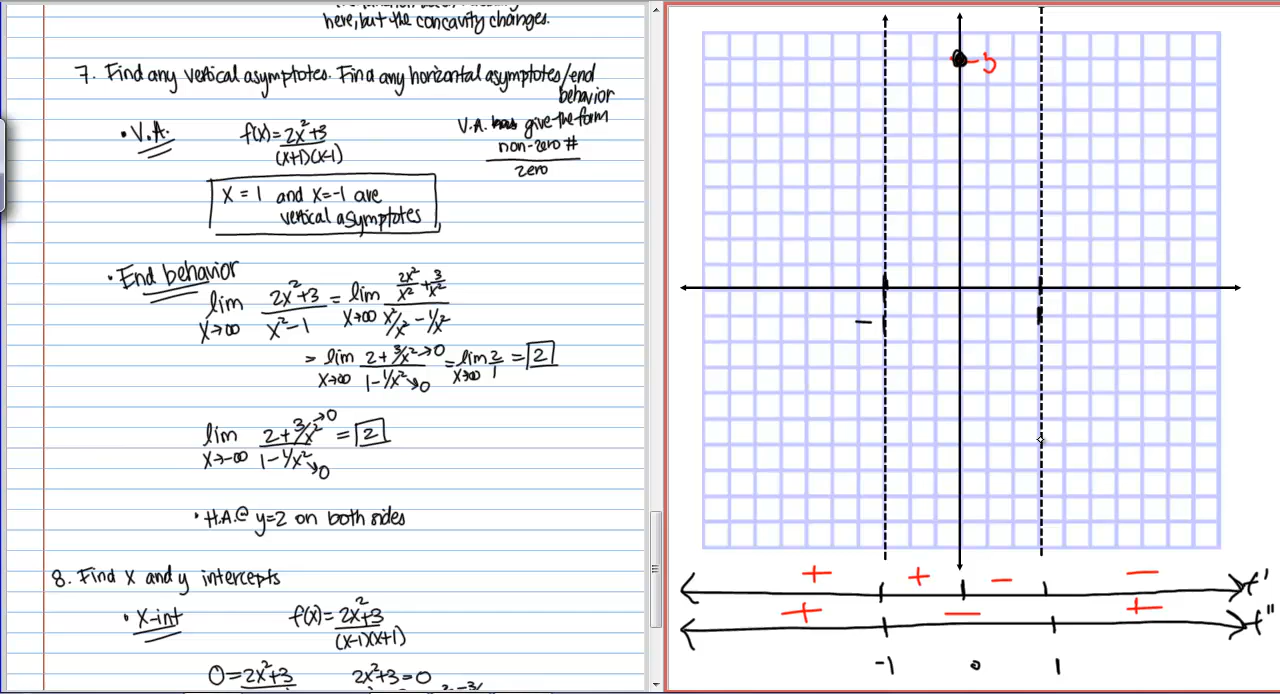 here, but the concavity changes.
7. Find any vertical asymptotes. Find any horizontal asymptotes/end
behavior
• V.A. f(x) = 2x²+3 / (x+1)(x-1)
V.A. give the form
non-zero #
zero
X = 1 and X=-1 are
vertical asymptotes
• End behavior
lim x→∞ 2x²+3 / x²-1 = lim x→∞ 2x²/x² + 3/x² / x²/x² - 1/x²
= lim x→∞ 2+3/x²→0 / 1-1/x²→0 = lim x→∞ 2/1 = 2
lim x→-∞ 2+3/x²→0 / 1-1/x²→0 = 2
• H.A. @ y=2 on both sides
8. Find X and y intercepts
• X-int f(x) = 2x²+3 / (x-1)(x+1)
0 = 2x²+3 2x²+3=0
-3
-
+ + - - f'
+ - + f''
-1 0 1